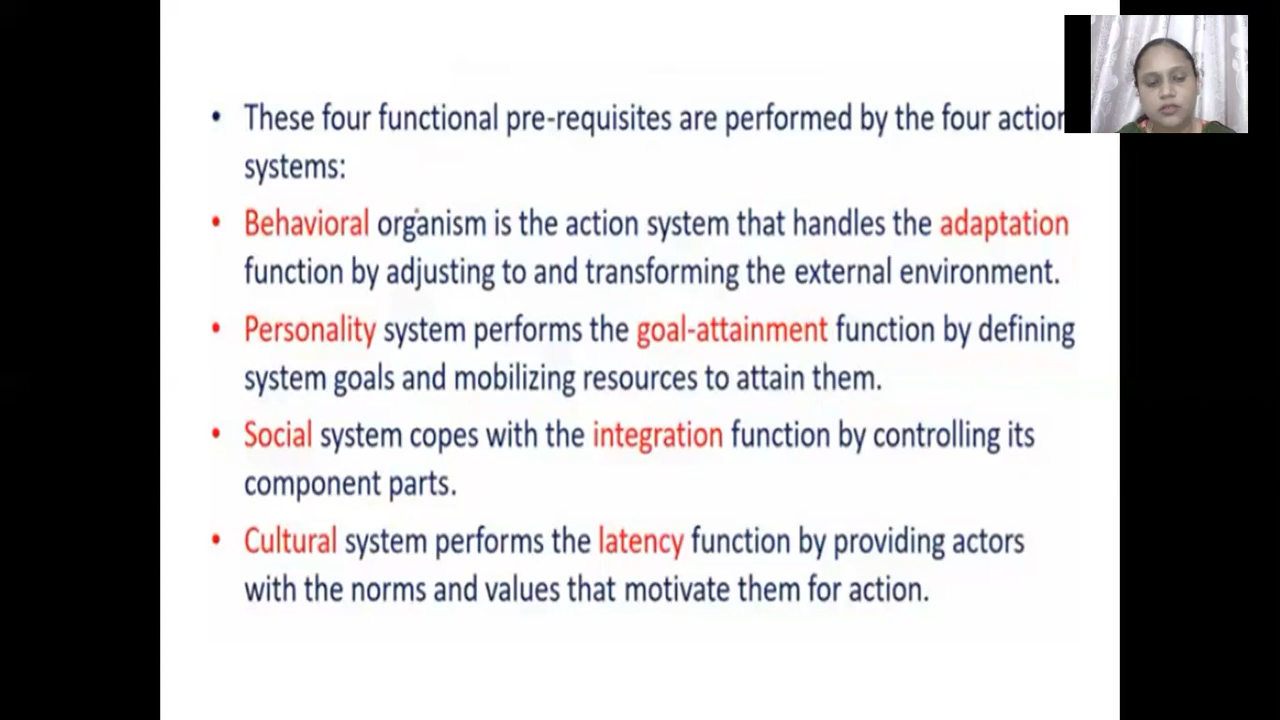 • These four functional pre-requisites are performed by the four action
systems:
• Behavioral organism is the action system that handles the adaptation
function by adjusting to and transforming the external environment.
• Personality system performs the goal-attainment function by defining
system goals and mobilizing resources to attain them.
• Social system copes with the integration function by controlling its
component parts.
• Cultural system performs the latency function by providing actors
with the norms and values that motivate them for action.